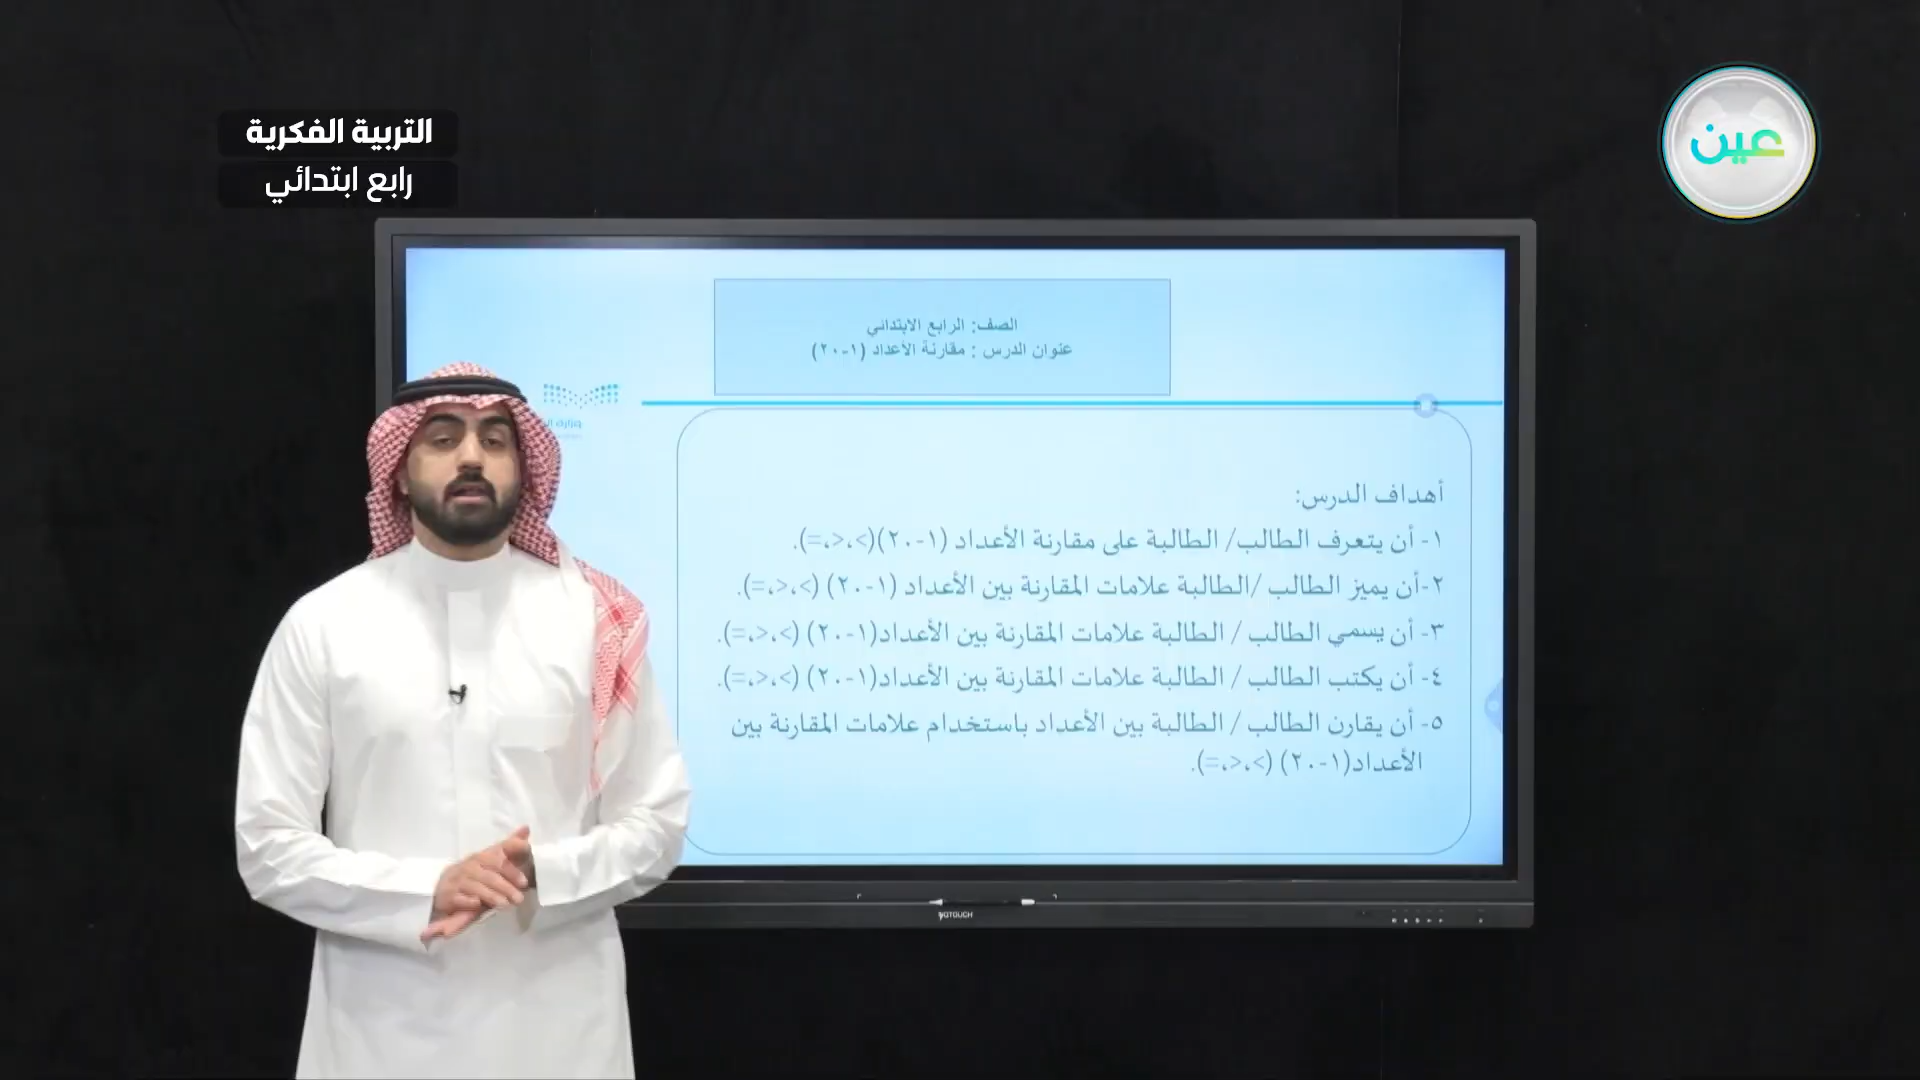 التربية الفكرية
رابع ابتدائي
عين
الصف: الرابع الابتدائي
عنوان الدرس : مقارنة الأعداد (١-٢٠)
وزارة
أهداف الدرس:
١- أن يتعرف الطالب/ الطالبة على مقارنة الأعداد (١-٢٠)(>،<،=).
٢-أن يميز الطالب /الطالبة علامات المقارنة بين الأعداد (١-٢٠) (>،<،=).
٣- أن يسمي الطالب / الطالبة علامات المقارنة بين الأعداد(١-٢٠) (>،<،=).
٤- أن يكتب الطالب / الطالبة علامات المقارنة بين الأعداد(١-٢٠) (>،<،=).
٥- أن يقارن الطالب / الطالبة بين الأعداد باستخدام علامات المقارنة بين
الأعداد(١-٢٠) (>،<،=).